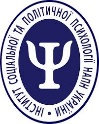 ІНСТИТУТ СОЦІАЛЬНОЇ ТА ПОЛІТИЧНОЇ ПСИХОЛОГІЇ НАПН УКРАЇНИ
Ψ